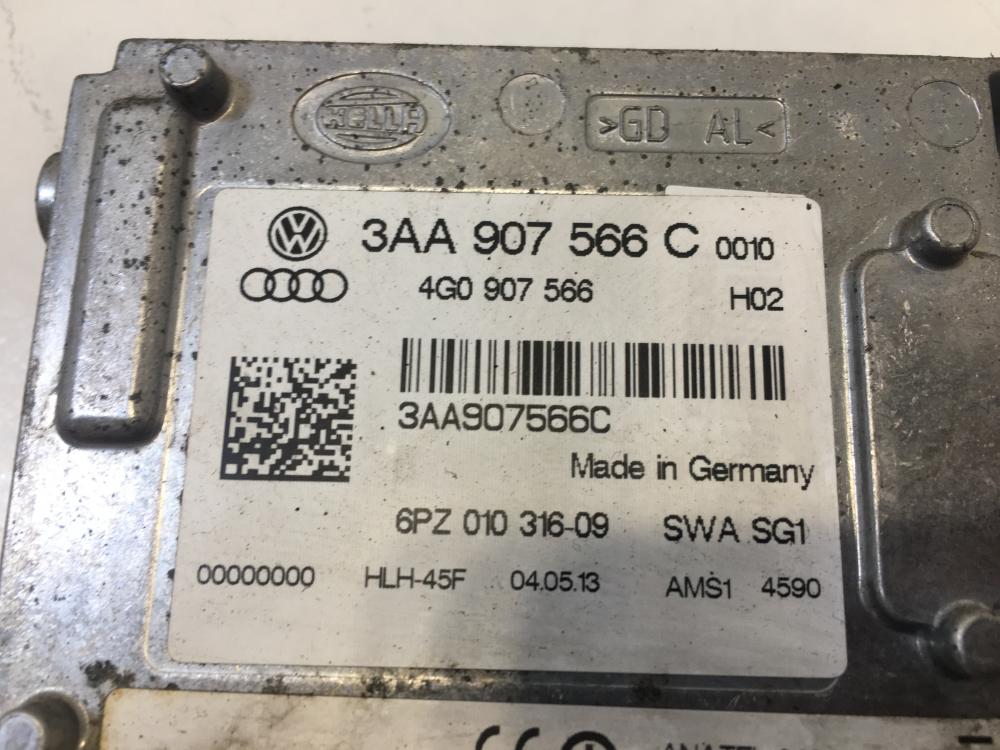 HELLA
>GD AL<
3AA 907 566 C 0010
4G0 907 566 H02
3AA907566C
Made in Germany
6PZ 010 316-09 SWA SG1
00000000 HLH-45F 04.05.13 AMS1 4590
CE